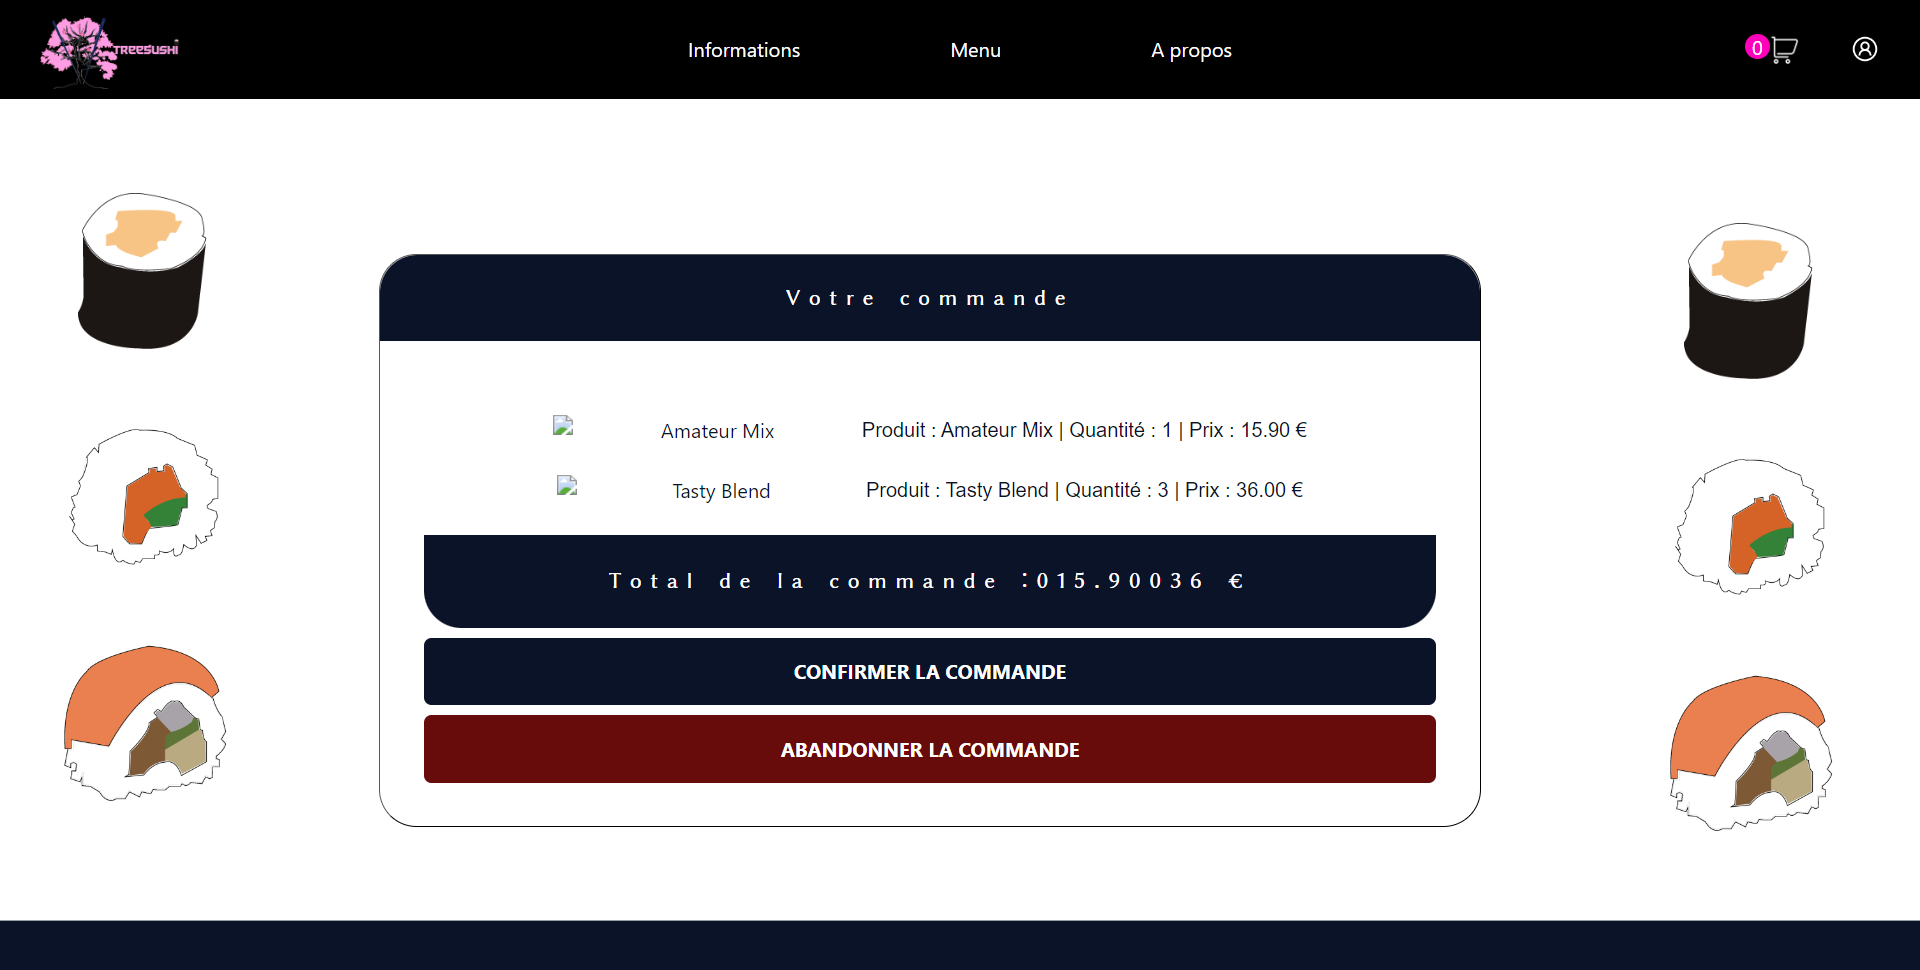 TREESUSHI
Informations
Menu
A propos
0
Votre commande
Amateur Mix
Produit : Amateur Mix | Quantité : 1 | Prix : 15.90 €
Tasty Blend
Produit : Tasty Blend | Quantité : 3 | Prix : 36.00 €
Total de la commande :015.90036 €
CONFIRMER LA COMMANDE
ABANDONNER LA COMMANDE